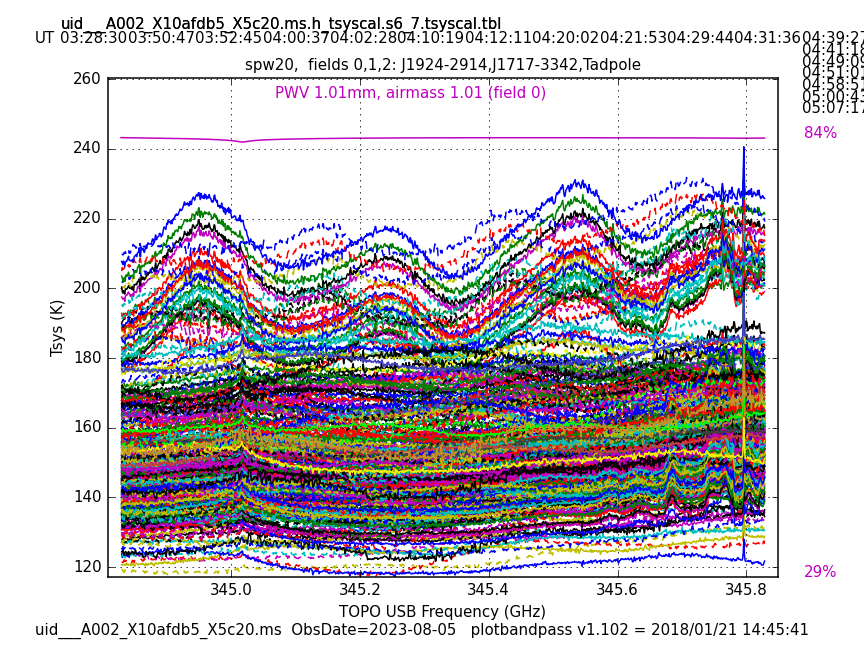 uid___A002_X10afdb5_X5c20.ms.h_tsyscal.s6_7.tsyscal.tbl
UT 03:28:30 03:50:47 03:52:45 04:00:37 04:02:28 04:10:19 04:12:11 04:20:02 04:21:53 04:29:44 04:31:36 04:39:27
04:41:18
04:49:09
04:51:01
04:58:51
05:00:43
05:07:17
spw20, fields 0,1,2: J1924-2914,J1717-3342,Tadpole
PWV 1.01mm, airmass 1.01 (field 0)
84%
29%
260
240
220
200
180
160
140
120
Tsys (K)
345.0 345.2 345.4 345.6 345.8
TOPO USB Frequency (GHz)
uid___A002_X10afdb5_X5c20.ms ObsDate=2023-08-05 plotbandpass v1.102 = 2018/01/21 14:45:41